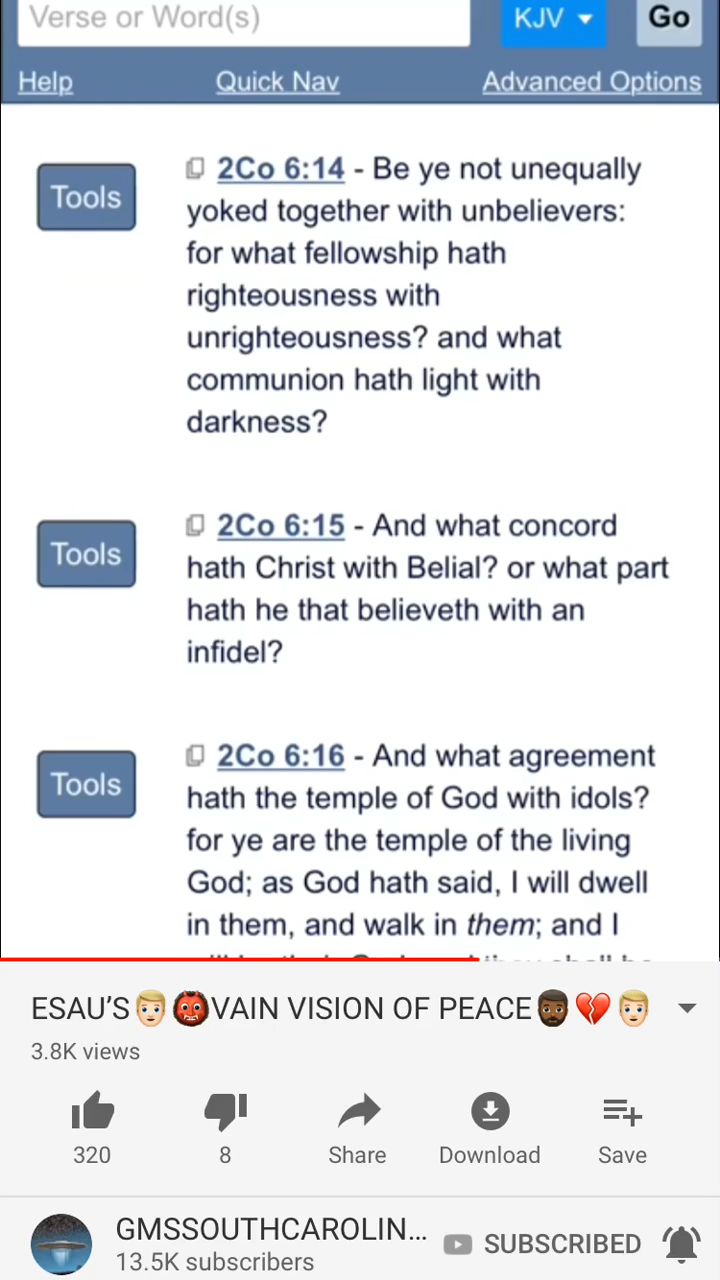 Verse or Word(s) KJV Go
Help Quick Nav Advanced Options
Tools
2Co 6:14 - Be ye not unequally
yoked together with unbelievers:
for what fellowship hath
righteousness with
unrighteousness? and what
communion hath light with
darkness?
Tools
2Co 6:15 - And what concord
hath Christ with Belial? or what part
hath he that believeth with an
infidel?
Tools
2Co 6:16 - And what agreement
hath the temple of God with idols?
for ye are the temple of the living
God; as God hath said, I will dwell
in them, and walk in them; and I
ESAU'S👱🏼‍♂️👹VAIN VISION OF PEACE🧔🏾💔👱🏼‍♂️
3.8K views
320 8 Share Download Save
GMSSOUTHCAROLIN... SUBSCRIBED
13.5K subscribers